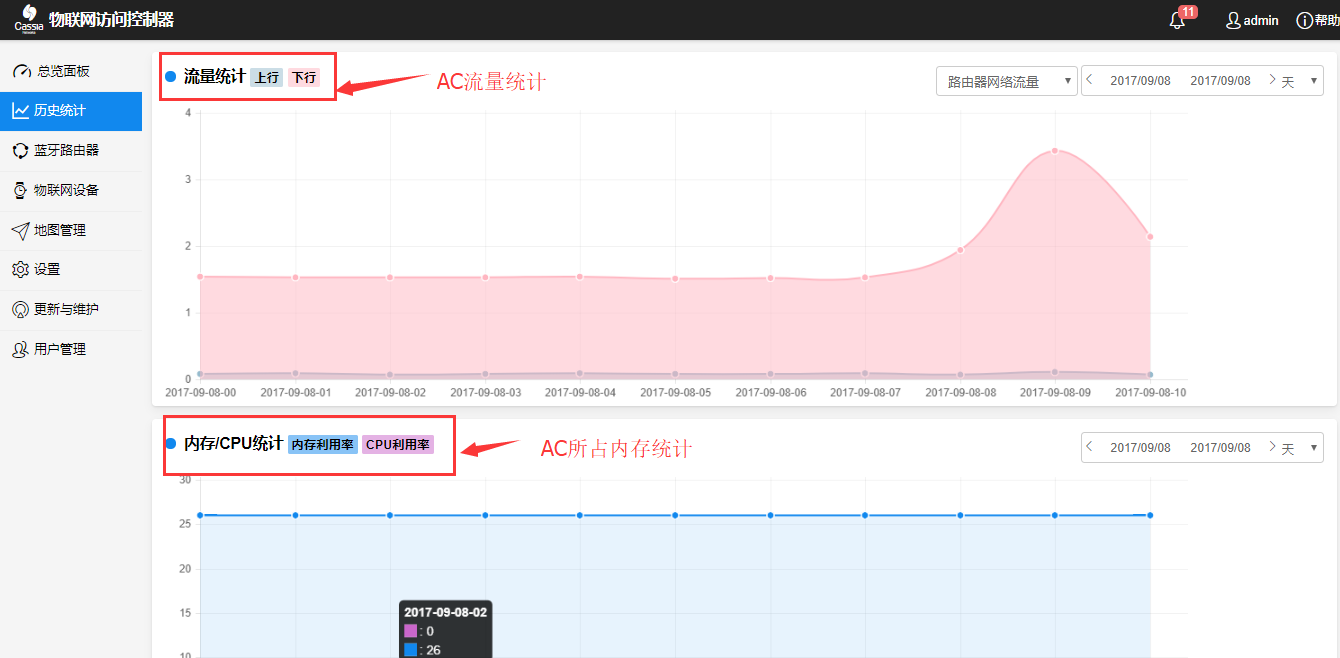 Cassia
Networks
物联网访问控制器
11
admin
帮助
总览面板
历史统计
蓝牙路由器
物联网设备
地图管理
设置
更新与维护
用户管理
流量统计 上行 下行
AC流量统计
路由器网络流量 ▼
2017/09/08 2017/09/08 天 ▼
4
3
2
1
0
2017-09-08-00 2017-09-08-01 2017-09-08-02 2017-09-08-03 2017-09-08-04 2017-09-08-05 2017-09-08-06 2017-09-08-07 2017-09-08-08 2017-09-08-09 2017-09-08-10
内存/CPU统计 内存利用率 CPU利用率
AC所占内存统计
2017/09/08 2017/09/08 天 ▼
30
25
20
15
10
2017-09-08-02
: 0
: 26